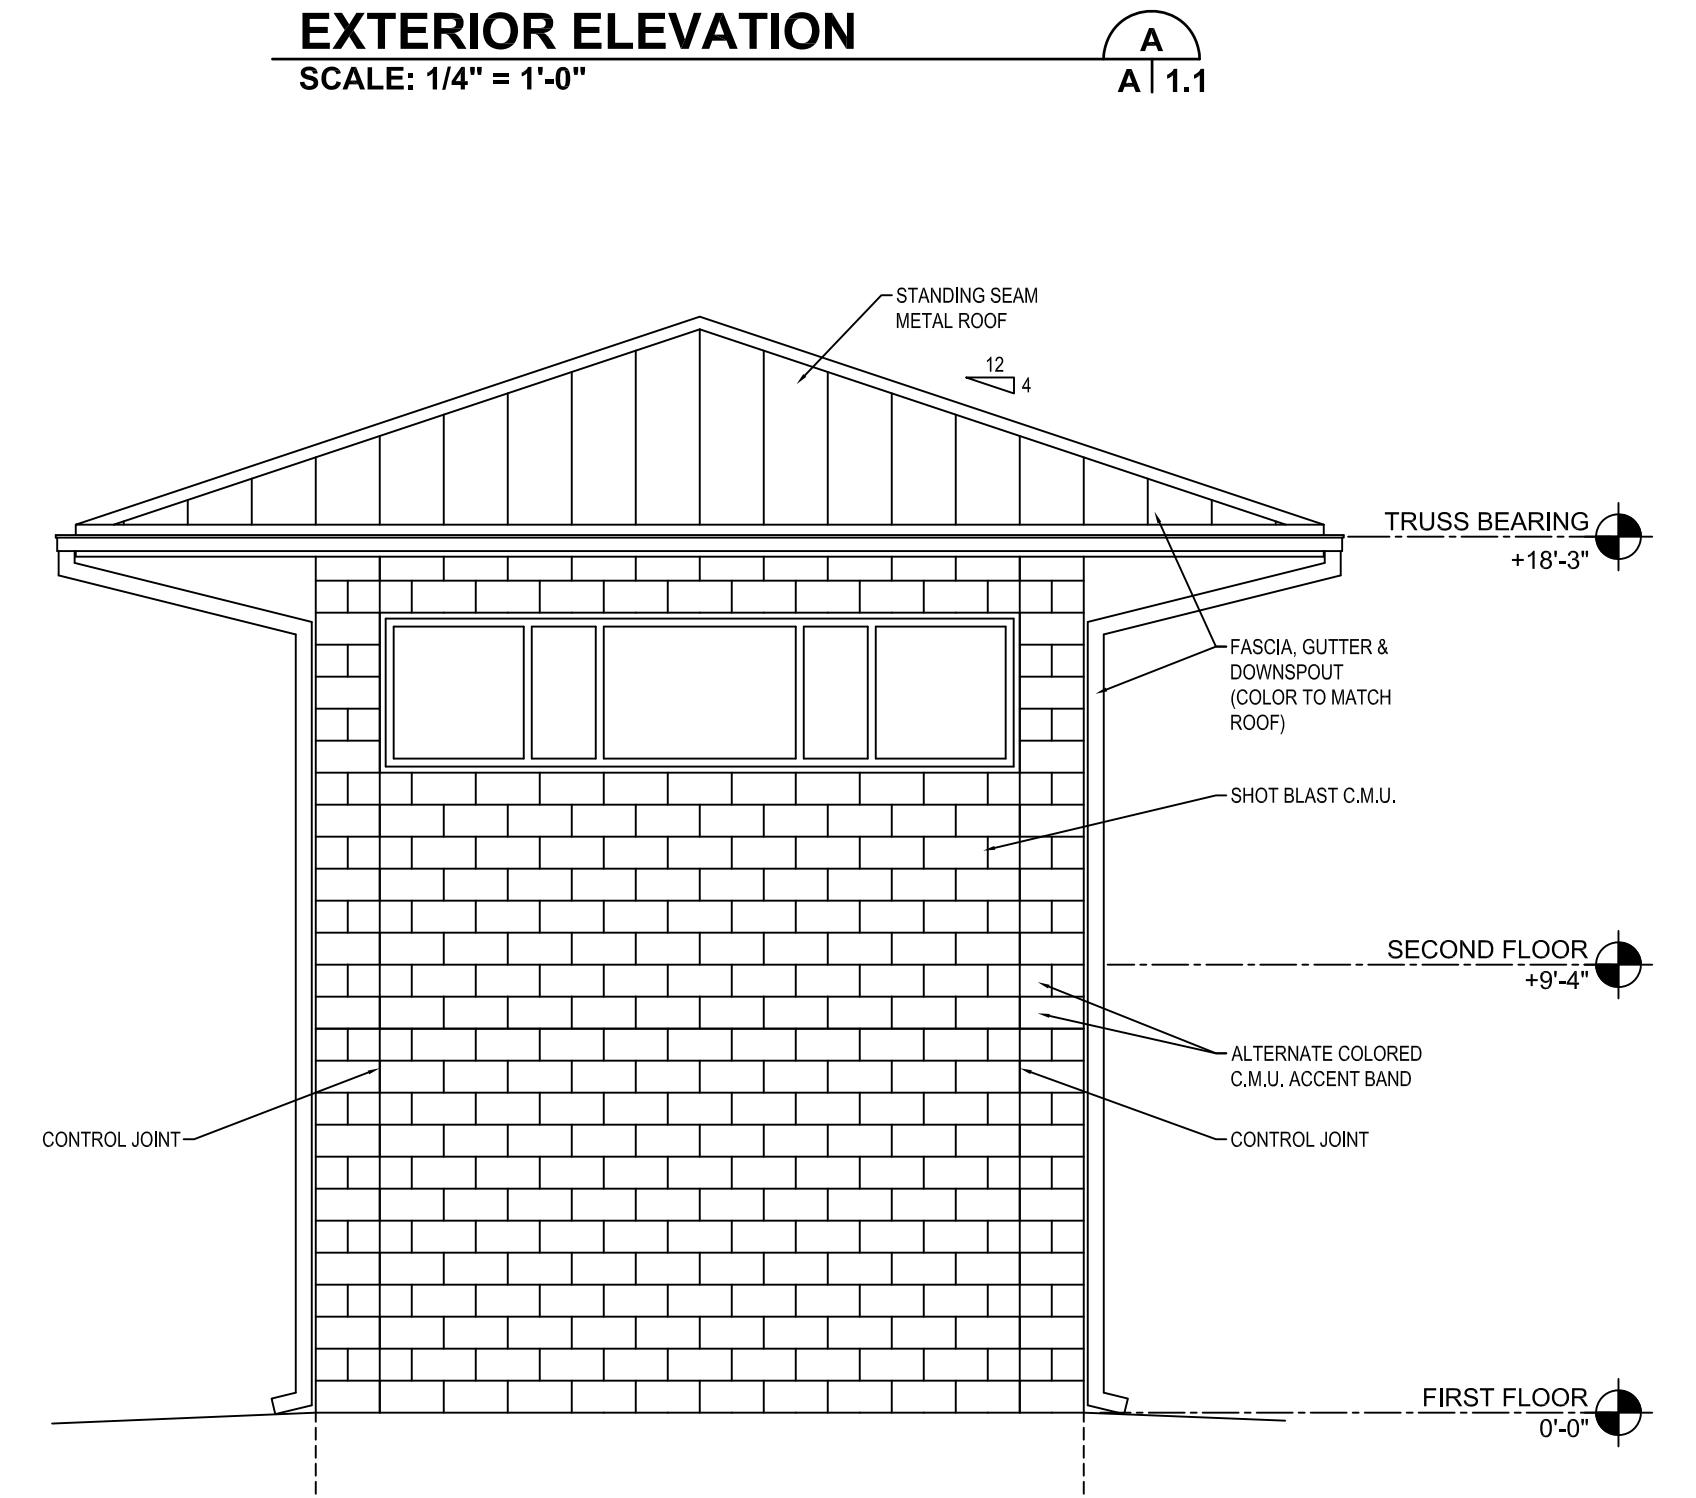 EXTERIOR ELEVATION
SCALE: 1/4" = 1'-0"
A
A 1.1
STANDING SEAM
METAL ROOF
12
4
TRUSS BEARING
+18'-3"
FASCIA, GUTTER &
DOWNSPOUT
(COLOR TO MATCH
ROOF)
SHOT BLAST C.M.U.
SECOND FLOOR
+9'-4"
ALTERNATE COLORED
C.M.U. ACCENT BAND
CONTROL JOINT
CONTROL JOINT
FIRST FLOOR
0'-0"